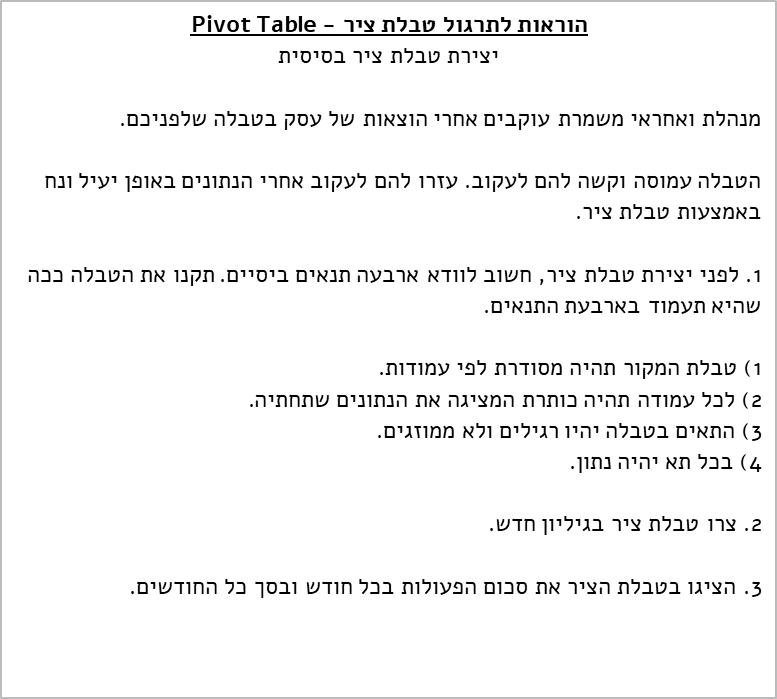 הוראות לתרגול טבלת ציר – Pivot Table
יצירת טבלת ציר בסיסית
מנהלת ואחראי משמרת עוקבים אחרי הוצאות של עסק בטבלה שלפניכם.
הטבלה עמוסה וקשה להם לעקוב. עזרו להם לעקוב אחרי הנתונים באופן יעיל ונח
באמצעות טבלת ציר.
1. לפני יצירת טבלת ציר, חשוב לוודא ארבעה תנאים ביסיים. תקנו את הטבלה ככה
שהיא תעמוד בארבעת התנאים.
1) טבלת המקור תהיה מסודרת לפי עמודות.
2) לכל עמודה תהיה כותרת המציגה את הנתונים שתחתיה.
3) התאים בטבלה יהיו רגילים ולא ממוזגים.
4) בכל תא יהיה נתון.
2. צרו טבלת ציר בגיליון חדש.
3. הציגו בטבלת הציר את סכום הפעולות בכל חודש ובסך כל החודשים.